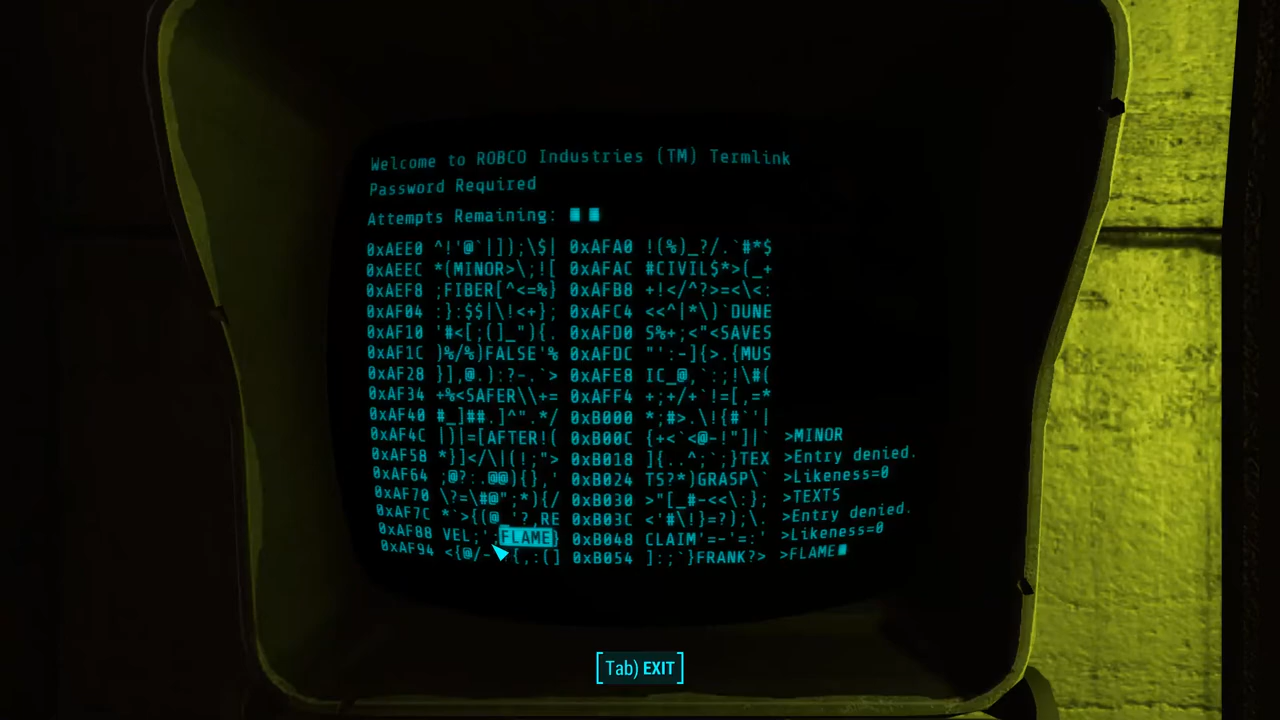 Welcome to ROBCO Industries (TM) Termlink
Password Required
Attempts Remaining: ■ ■
0xAEE0 ^!'@`|]);\$| 0xAFA0 !(%)_?/.`#*$
0xAEEC *(MINOR>\;![ 0xAFAC #CIVIL$*>(_+
0xAEF8 ;FIBER[^<=%} 0xAFB8 +!</^?>=<\<:
0xAF04 :}:$$|\!<+}; 0xAFC4 <<^|*\)`DUNE
0xAF10 '#<[;(]_"){. 0xAFD0 S%+;<"<SAVES
0xAF1C )%/%)FALSE'% 0xAFDC "':-]{>.{MUS
0xAF28 }],@.):?-.`> 0xAFE8 IC_@,`:;!\#(
0xAF34 +%<SAFER\\+= 0xAFF4 +;+/+`!=[,=*
0xAF40 #_]##.]^".*/ 0xB000 *;#>.\!{#`'|
0xAF4C |)|=[AFTER!( 0xB00C {+<`<@-!"]|` >MINOR
0xAF58 *}]</\|(!;"> 0xB018 ]{..^;`;}TEX >Entry denied.
0xAF64 ;@?:.@@){},' 0xB024 TS?*)GRASP\` >Likeness=0
0xAF70 \?=\#@";*){/ 0xB030 >"[_#-<<\:}; >TEXTS
0xAF7C *`>{(@_'?,RE 0xB03C <'#\!}=?);\. >Entry denied.
0xAF88 VEL;';FLAME} 0xB048 CLAIM'=-'=:' >Likeness=0
0xAF94 <{@/- :{,:(] 0xB054 ]:;`}FRANK?> >FLAME■
[Tab) EXIT]